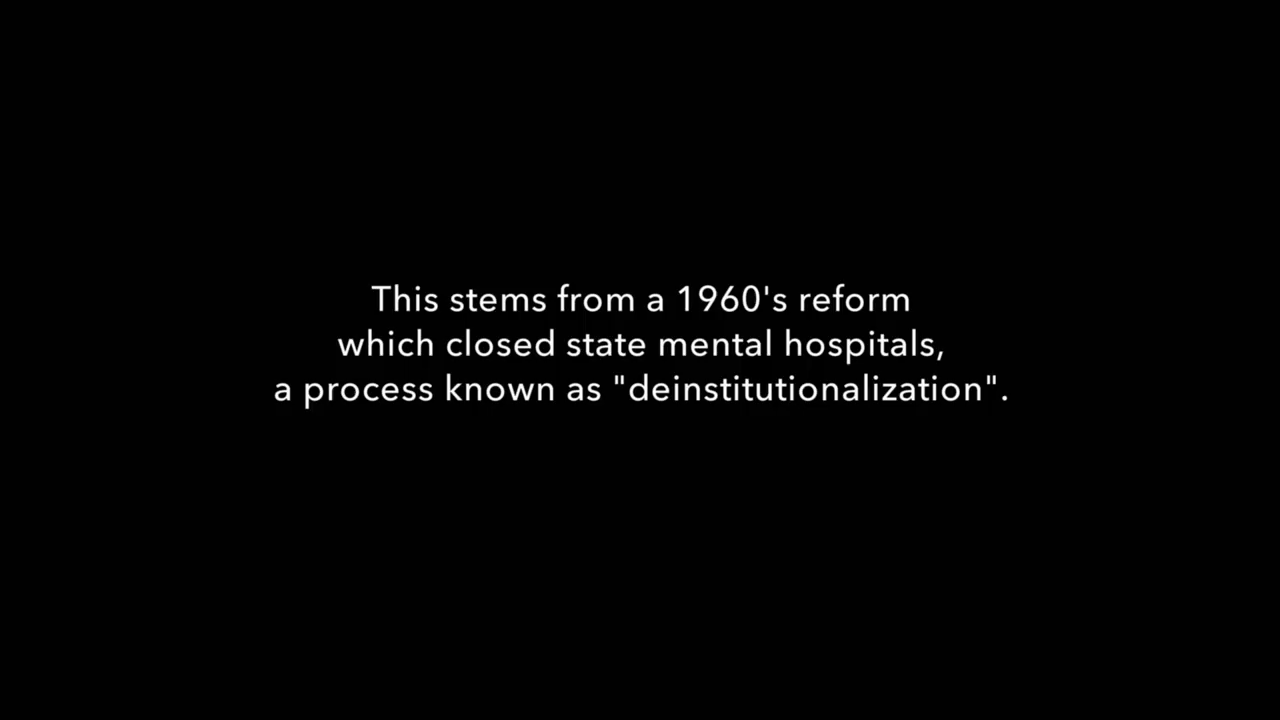 This stems from a 1960's reform
which closed state mental hospitals,
a process known as "deinstitutionalization".